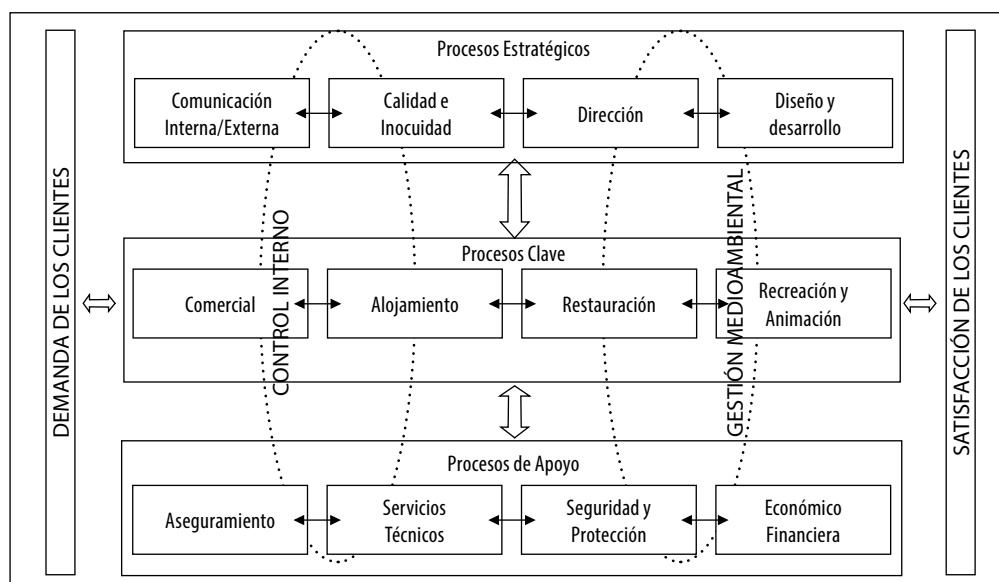 DEMANDA DE LOS CLIENTES
Procesos Estratégicos
Comunicación
Interna/Externa
Calidad e
Inocuidad
Dirección
Diseño y
desarrollo
CONTROL INTERNO
GESTIÓN MEDIOAMBIENTAL
Procesos Clave
Comercial
Alojamiento
Restauración
Recreación y
Animación
Procesos de Apoyo
Aseguramiento
Servicios
Técnicos
Seguridad y
Protección
Económico
Financiera
SATISFACCIÓN DE LOS CLIENTES